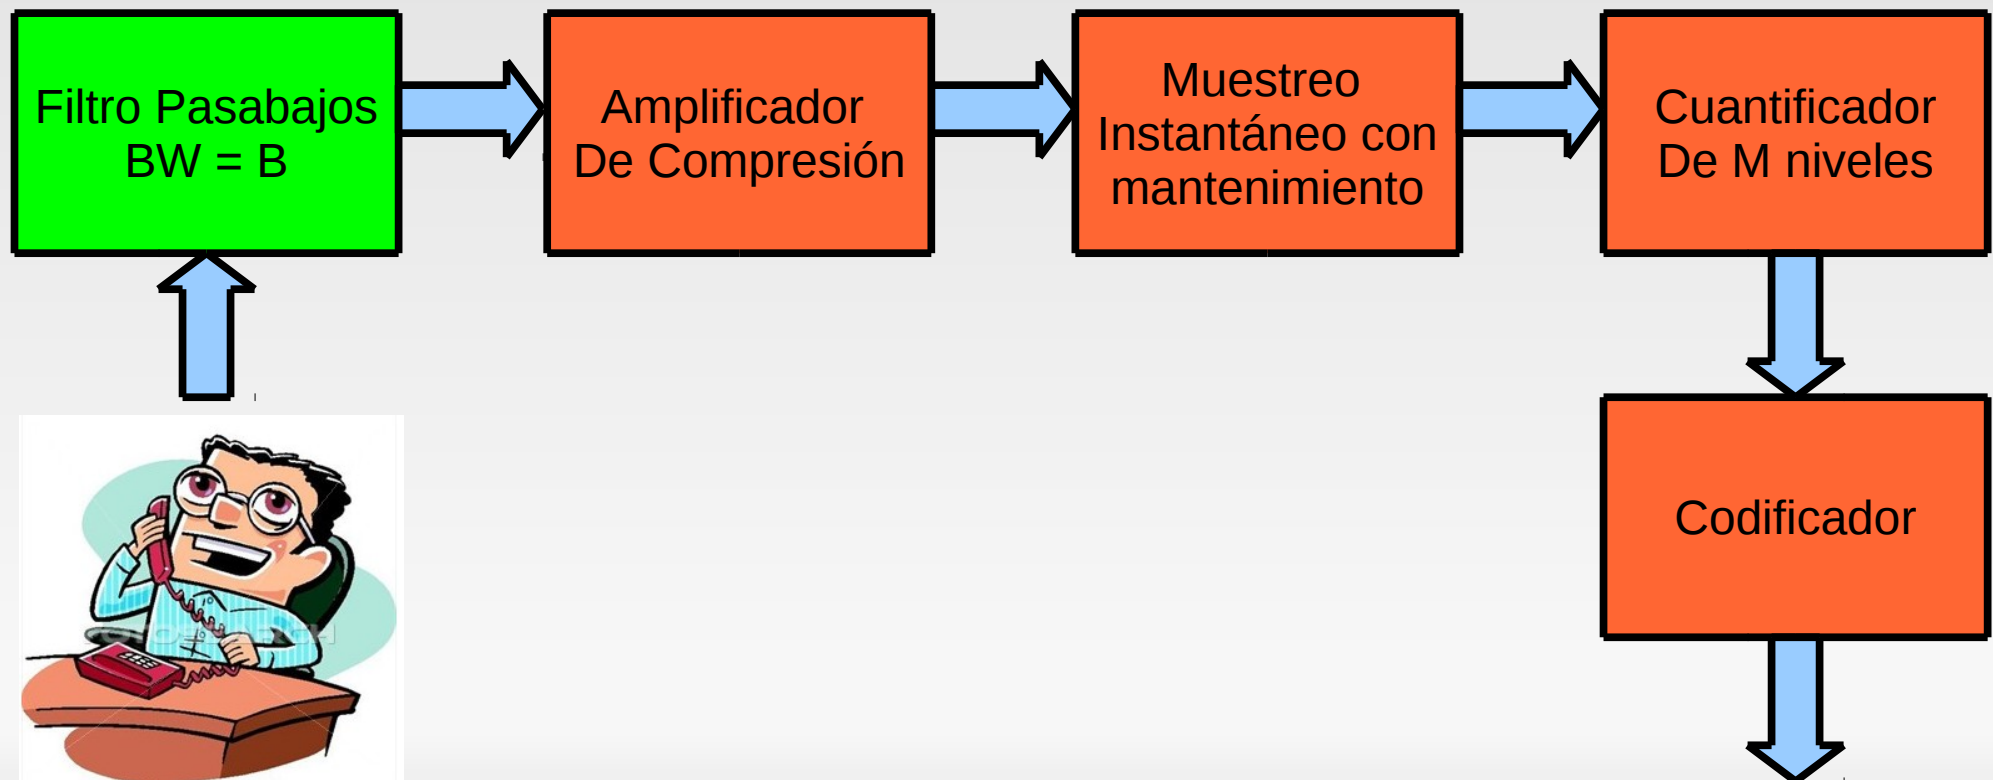 Filtro Pasabajos
BW = B
Amplificador
De Compresión
Muestreo
Instantáneo con
mantenimiento
Cuantificador
De M niveles
Codificador